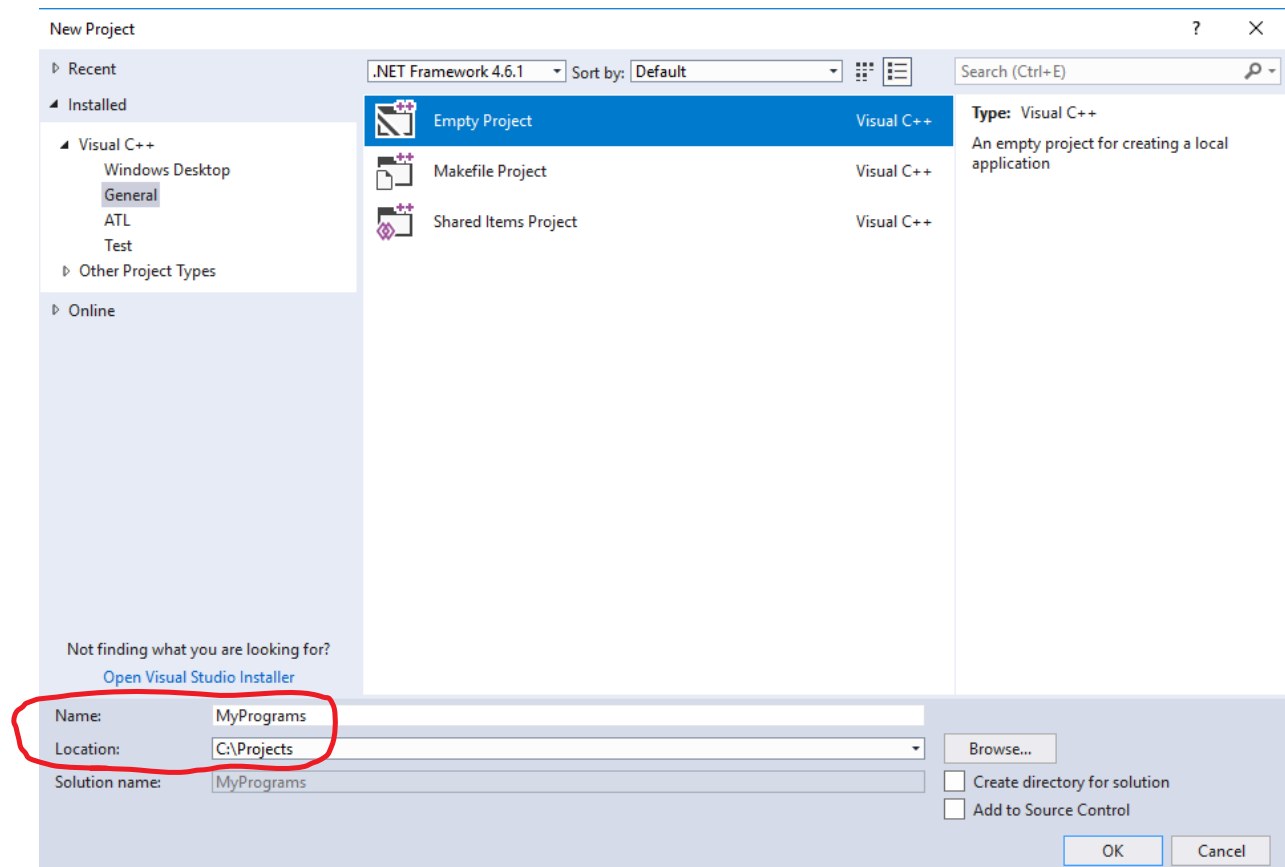 New Project ? ×
Recent
.NET Framework 4.6.1 Sort by: Default
Search (Ctrl+E)
Installed
Visual C++
Windows Desktop
General
ATL
Test
Other Project Types
Online
Not finding what you are looking for?
Open Visual Studio Installer
Empty Project Visual C++
Makefile Project Visual C++
Shared Items Project Visual C++
Type: Visual C++
An empty project for creating a local
application
Name: MyPrograms
Location: C:\Projects
Browse...
Solution name: MyPrograms
Create directory for solution
Add to Source Control
OK Cancel